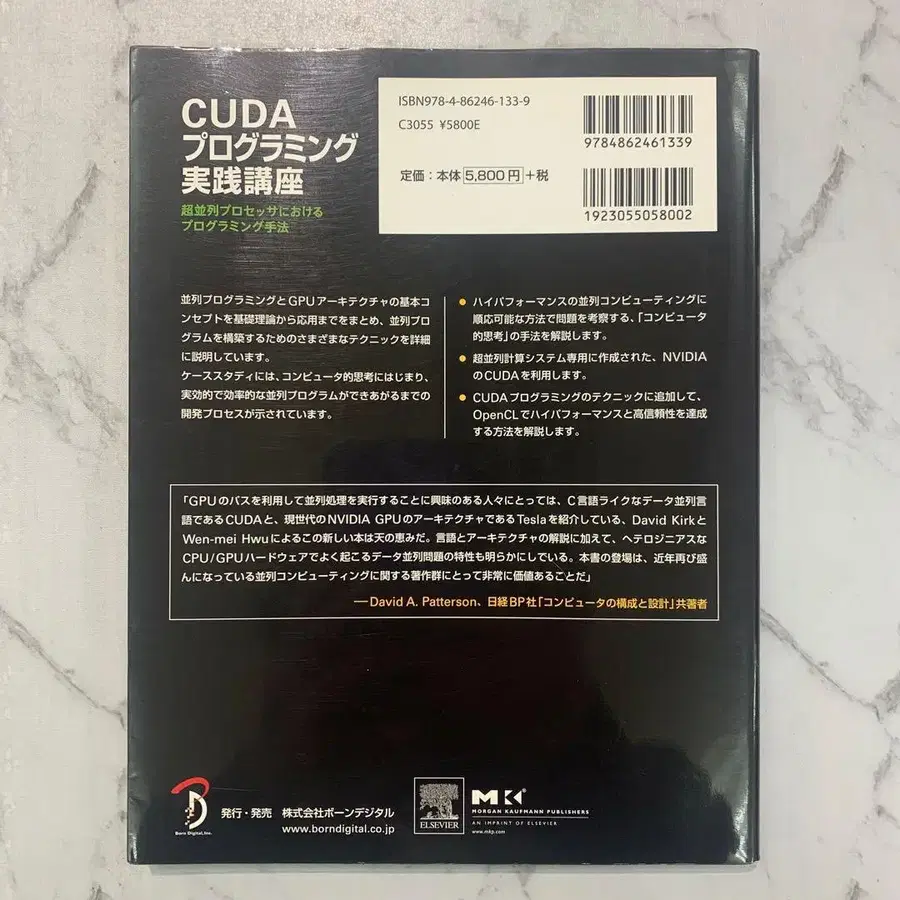 CUDA
プログラミング
実践講座
超並列プロセッサにおける
プログラミング手法
ISBN978-4-86246-133-9
C3055 ¥5800E
定価：本体 5,800円 +税
9784862461339
1923055058002
並列プログラミングとGPUアーキテクチャの基本コ
ンセプトを基礎理論から応用までをまとめ、並列プロ
グラムを構築するためのさまざまなテクニックを詳細
に説明しています。
ケーススタディには、コンピュータ的思考にはじまり、
実効的で効率的な並列プログラムができあがるまでの
開発プロセスが示されています。
● ハイパフォーマンスの並列コンピューティングに
順応可能な方法で問題を考察する、「コンピュータ
的思考」の手法を解説します。
● 超並列計算システム専用に作成された、NVIDIA
のCUDAを利用します。
● CUDAプログラミングのテクニックに追加して、
OpenCLでハイパフォーマンスと高信頼性を達成
する方法を解説します。
「GPUのパスを利用して並列処理を実行することに興味のある人々にとっては、C言語ライクなデータ並列言
語であるCUDAと、現世代のNVIDIA GPUのアーキテクチャであるTeslaを紹介している、David Kirkと
Wen-mei Hwuによるこの新しい本は天の恵みだ。言語とアーキテクチャの解説に加えて、ヘテロジニアスな
CPU/GPUハードウェアでよく起こるデータ並列問題の特性も明らかにしている。本書の登場は、近年再び盛
んになっている並列コンピューティングに関する著作群にとって非常に価値あることだ」
―David A. Patterson、日経BP社「コンピュータの構成と設計」共著者
Born Digital, Inc.
発行・発売 株式会社ボーンデジタル
www.borndigital.co.jp
ELSEVIER
MK
MORGAN KAUFMANN PUBLISHERS
AN IMPRINT OF ELSEVIER
www.mkp.com